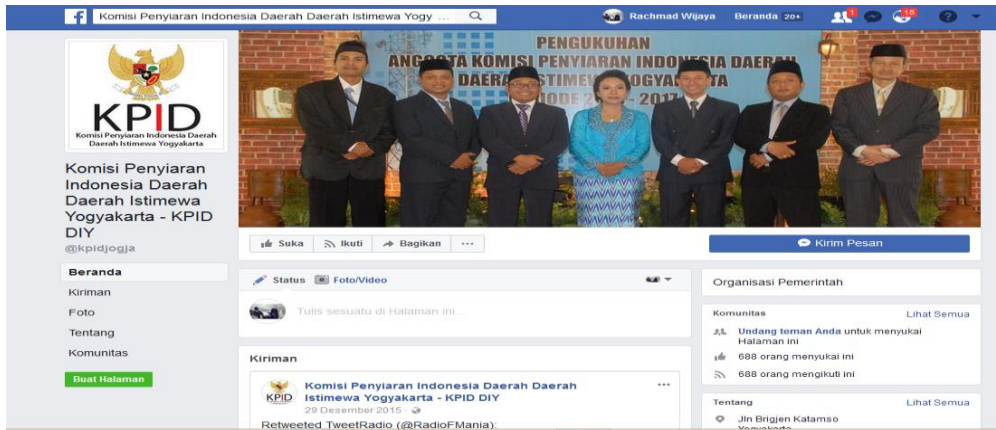 Komisi Penyiaran Indonesia Daerah Daerah Istimewa Yogy ...
Rachmad Wijaya
Beranda 20+
1
15
KPID
Komisi Penyiaran Indonesia Daerah
Daerah Istimewa Yogyakarta
PENGUKUHAN
ANGGOTA KOMISI PENYIARAN INDONESIA DAERAH
DAERAH ISTIMEWA YOGYAKARTA
2017
Komisi Penyiaran
Indonesia Daerah
Daerah Istimewa
Yogyakarta - KPID
DIY
@kpidjogja
Beranda
Kiriman
Foto
Tentang
Komunitas
Buat Halaman
Suka
Ikuti
Bagikan
...
Kirim Pesan
Status
Foto/Video
Tulis sesuatu di Halaman ini...
Kiriman
KPID
Komisi Penyiaran Indonesia Daerah Daerah
Istimewa Yogyakarta - KPID DIY
29 Desember 2015 ·
Retweeted TweetRadio (@RadioFMania):
Organisasi Pemerintah
Komunitas
Lihat Semua
Undang teman Anda untuk menyukai
Halaman ini
688 orang menyukai ini
688 orang mengikuti ini
Tentang
Lihat Semua
Jln Brigjen Katamso
Yogyakarta